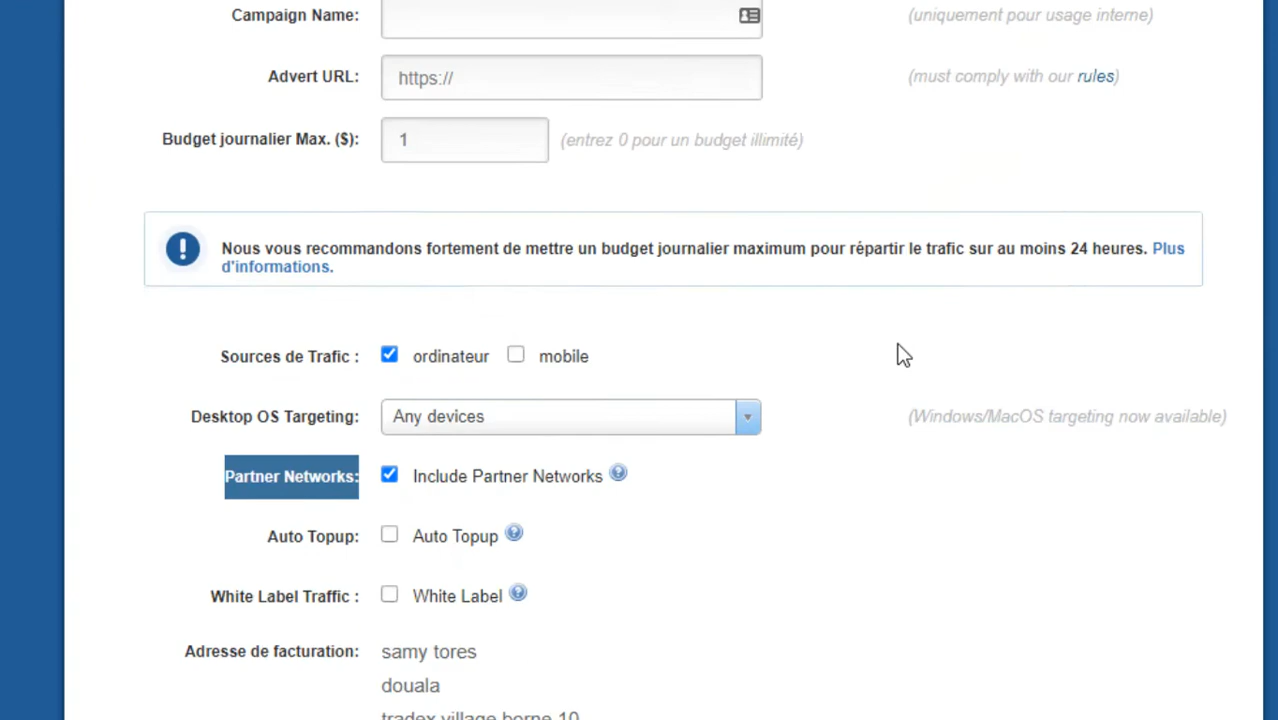 Campaign Name: (uniquement pour usage interne)
Advert URL: https:// (must comply with our rules)
Budget journalier Max. ($): 1 (entrez 0 pour un budget illimité)
Nous vous recommandons fortement de mettre un budget journalier maximum pour répartir le trafic sur au moins 24 heures. Plus
d'informations.
Sources de Trafic : ordinateur mobile
Desktop OS Targeting: Any devices (Windows/MacOS targeting now available)
Partner Networks: Include Partner Networks ?
Auto Topup: Auto Topup ?
White Label Traffic : White Label ?
Adresse de facturation: samy tores
douala
tradex village borne 10